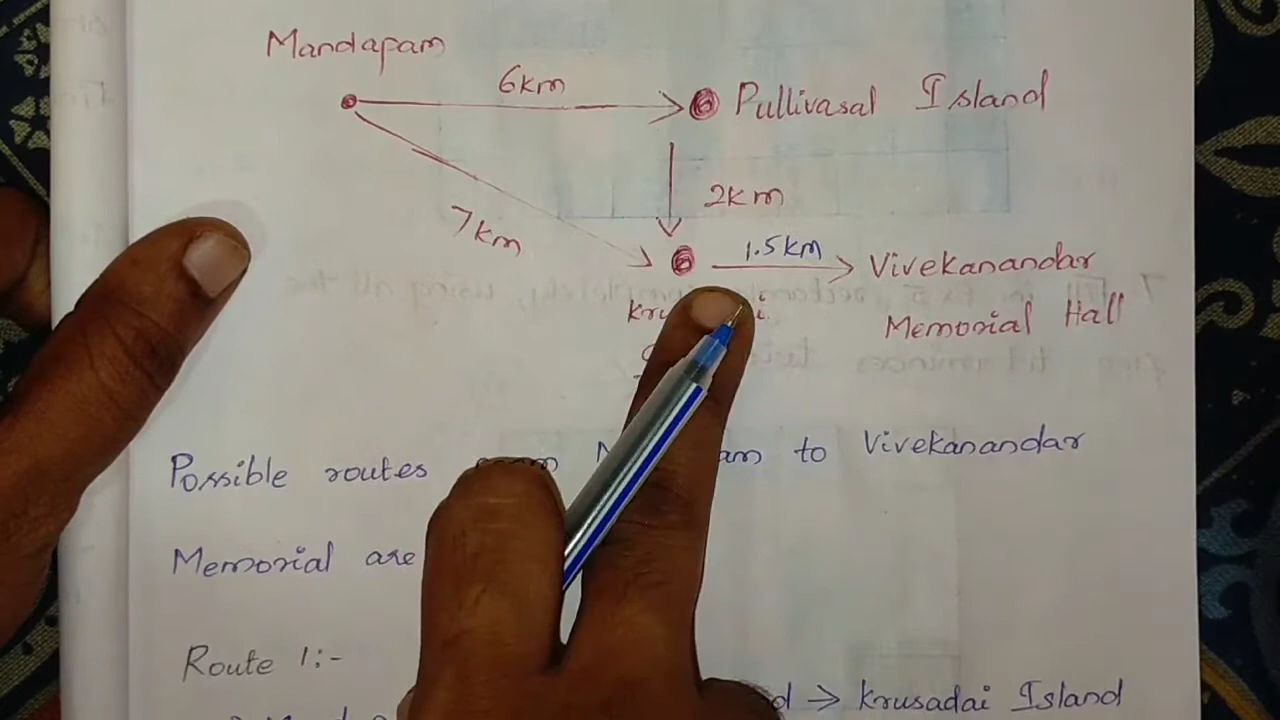 Mandapam
6km
Pullivasal Island
2km
7km
1.5km
Vivekanandar
Memorial Hall
Possible routes to Vivekanandar
Memorial are
Route 1:-
→ Krusadai Island